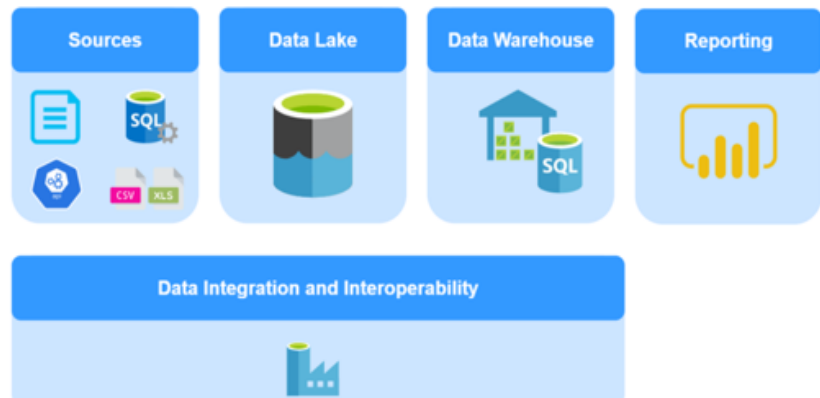 Sources
Data Lake
Data Warehouse
Reporting
SQL
CSV
XLS
SQL
Data Integration and Interoperability